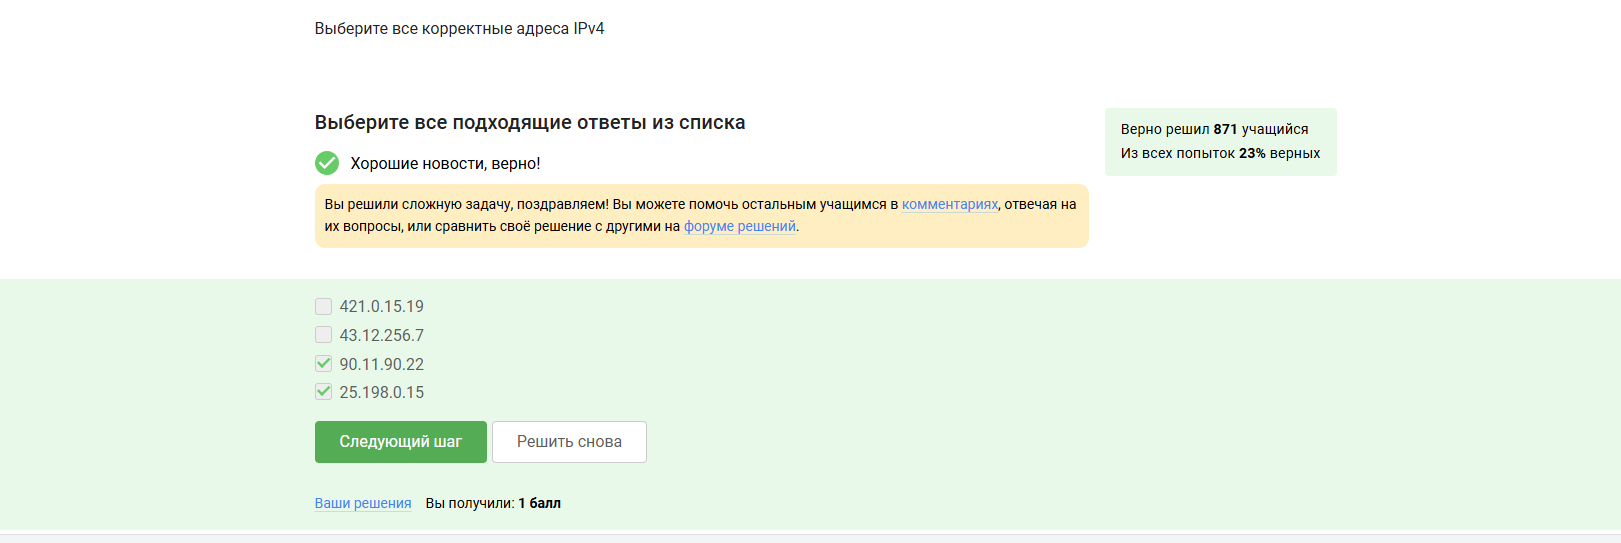 Выберите все корректные адреса IPv4
Выберите все подходящие ответы из списка
Верно решил 871 учащийся
Из всех попыток 23% верных
Хорошие новости, верно!
Вы решили сложную задачу, поздравляем! Вы можете помочь остальным учащимся в комментариях, отвечая на
их вопросы, или сравнить своё решение с другими на форуме решений.
421.0.15.19
43.12.256.7
90.11.90.22
25.198.0.15
Следующий шаг
Решить снова
Ваши решения Вы получили: 1 балл